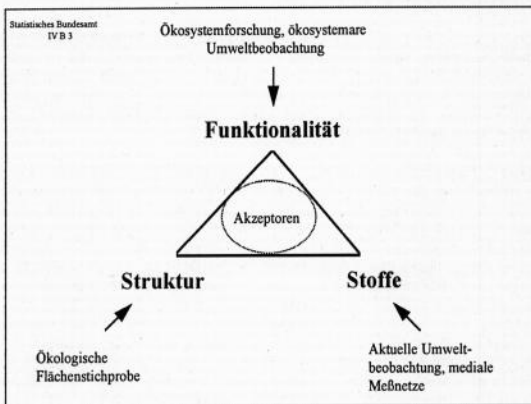 Statistisches Bundesamt
IV B 3
Ökosystemforschung, ökosystemare
Umweltbeobachtung
Funktionalität
Akzeptoren
Struktur
Stoffe
Ökologische
Flächenstichprobe
Aktuelle Umwelt-
beobachtung, mediale
Meßnetze